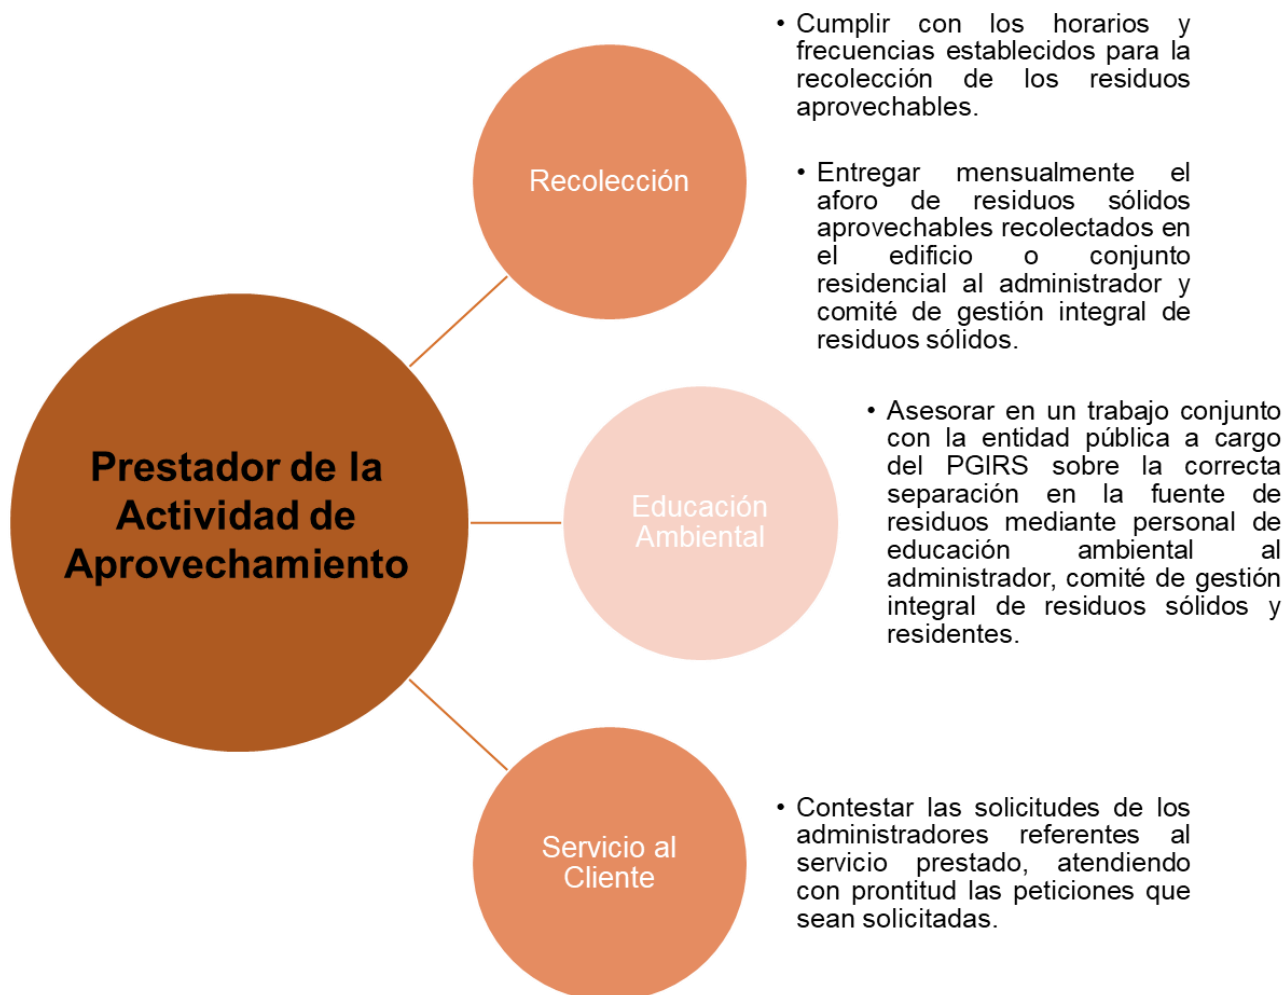 Prestador de la
Actividad de
Aprovechamiento
Recolección
• Cumplir con los horarios y
frecuencias establecidos para la
recolección de los residuos
aprovechables.
• Entregar mensualmente el
aforo de residuos sólidos
aprovechables recolectados en
el edificio o conjunto
residencial al administrador y
comité de gestión integral de
residuos sólidos.
Educación
Ambiental
• Asesorar en un trabajo conjunto
con la entidad pública a cargo
del PGIRS sobre la correcta
separación en la fuente de
residuos mediante personal de
educación ambiental al
administrador, comité de gestión
integral de residuos sólidos y
residentes.
Servicio al
Cliente
• Contestar las solicitudes de los
administradores referentes al
servicio prestado, atendiendo
con prontitud las peticiones que
sean solicitadas.